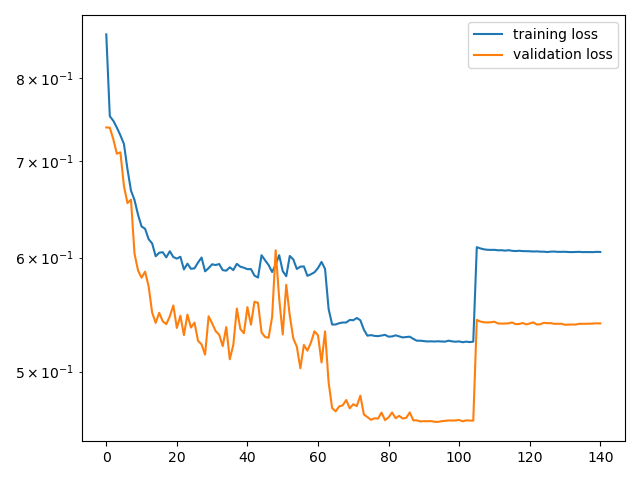 training loss
validation loss
8 × 10⁻¹
7 × 10⁻¹
6 × 10⁻¹
5 × 10⁻¹
0 20 40 60 80 100 120 140